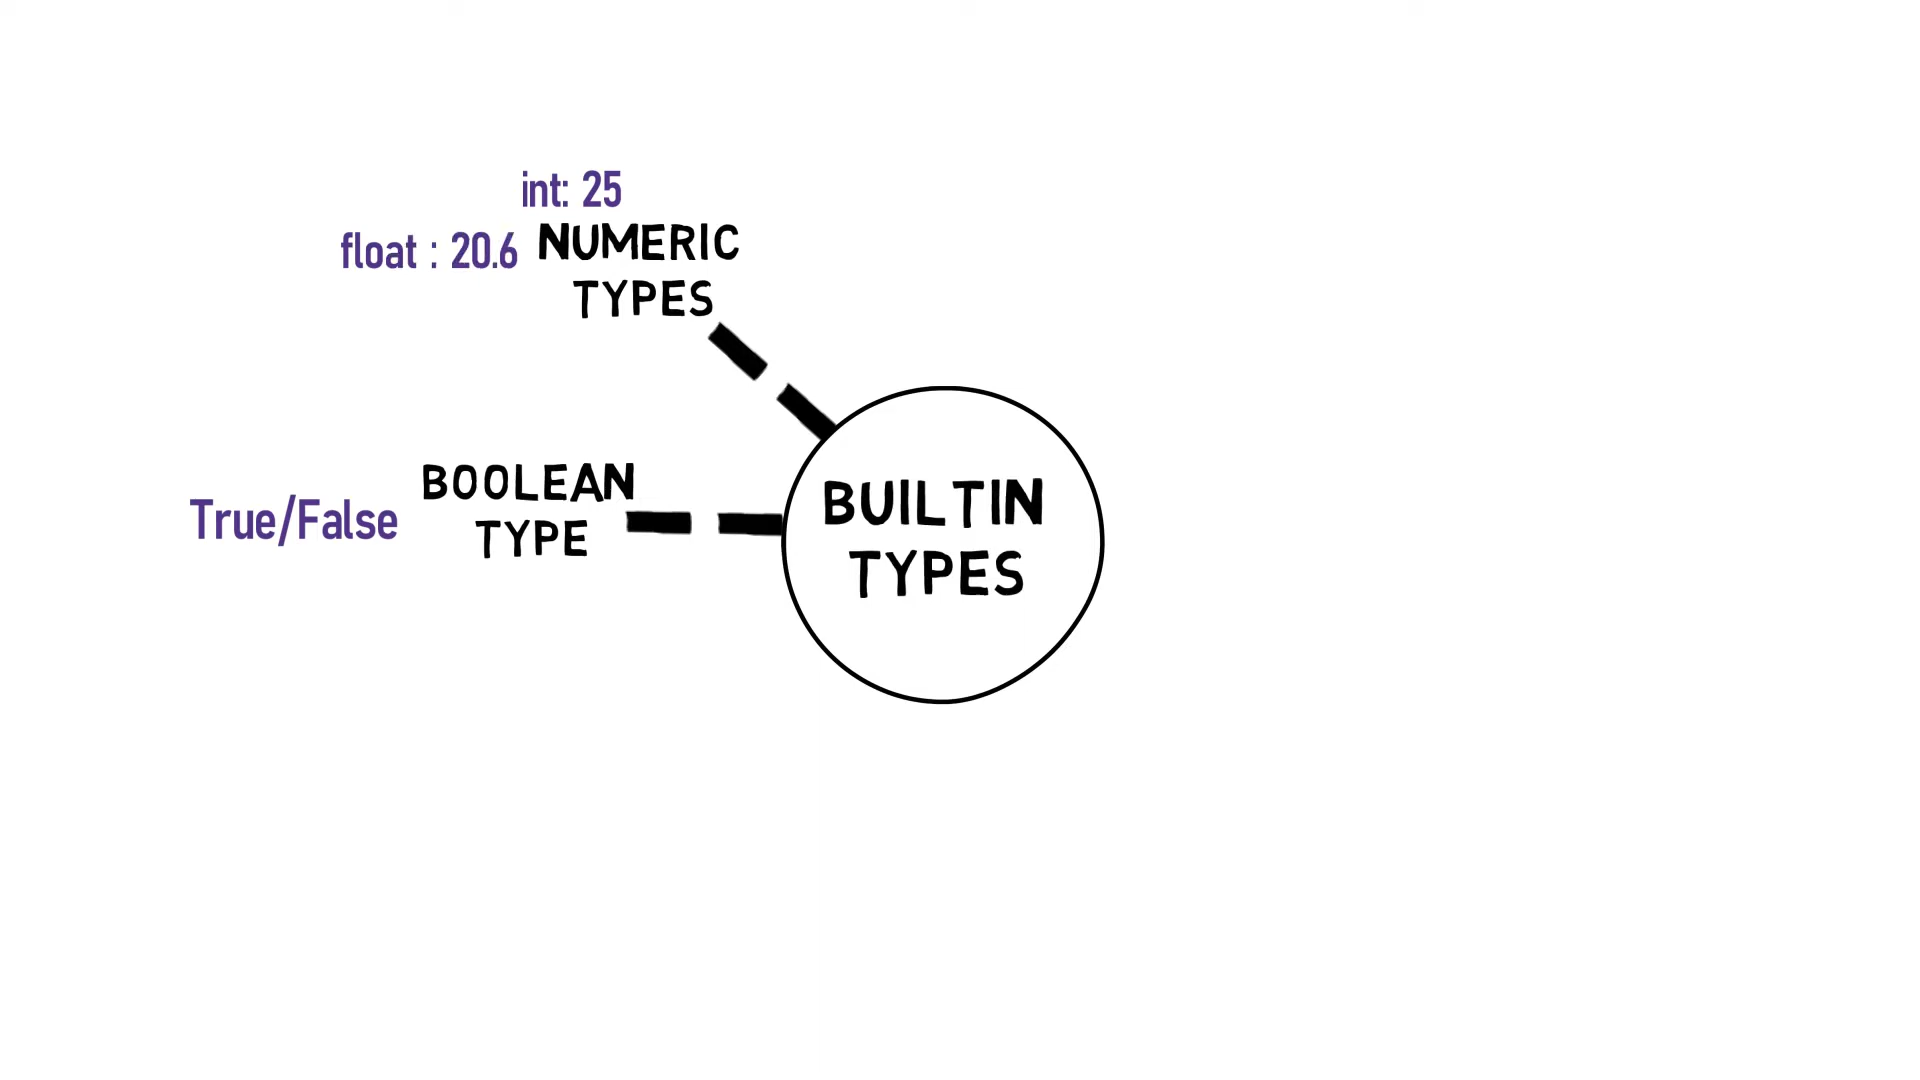 int: 25
float : 20.6
NUMERIC
TYPES
BOOLEAN
TYPE
True/False
BUILTIN
TYPES